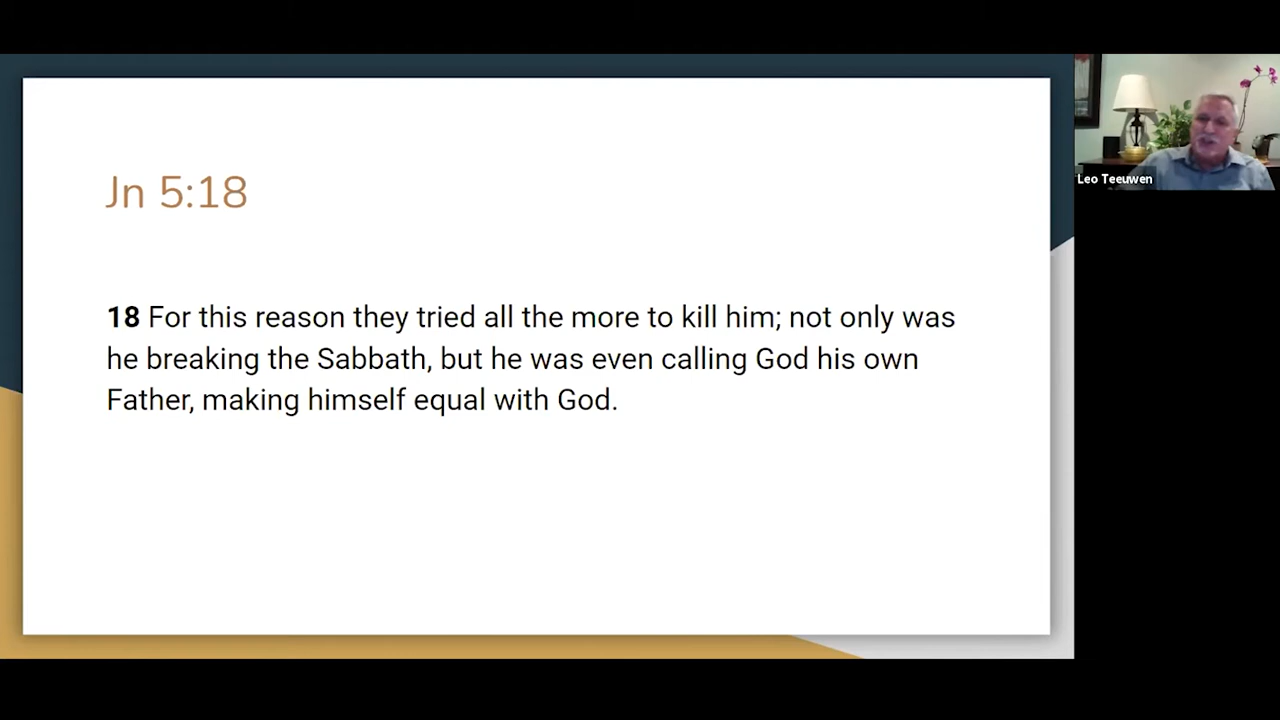 Jn 5:18
18 For this reason they tried all the more to kill him; not only was
he breaking the Sabbath, but he was even calling God his own
Father, making himself equal with God.
Leo Teeuwen